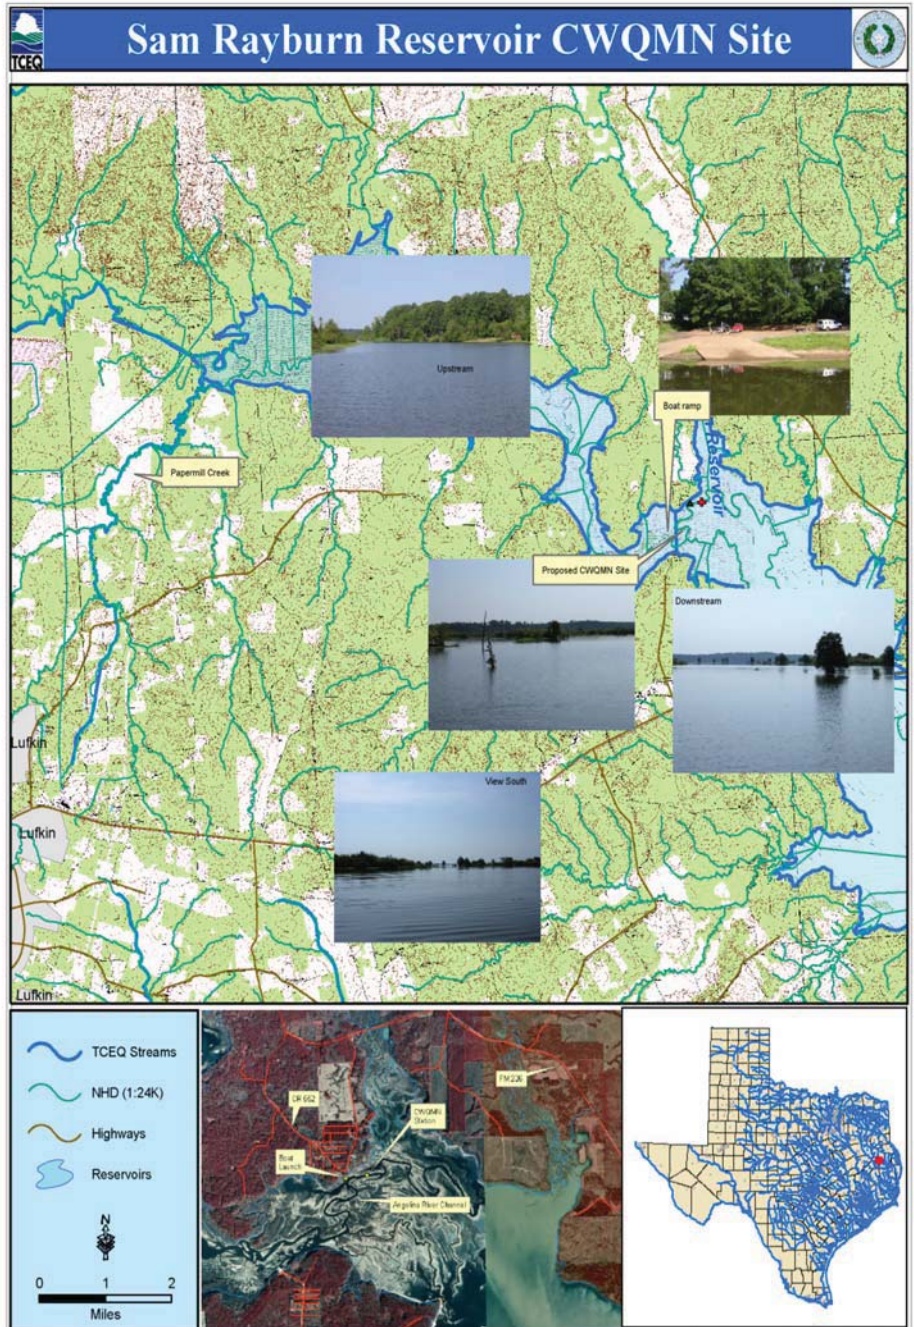 Sam Rayburn Reservoir CWQMN Site
TCEQ
Upstream
Boat ramp
Reservoir
Papermill Creek
Proposed CWQMN Site
Downstream
View South
Lufkin
Lufkin
Lufkin
TCEQ Streams
NHD (1:24K)
Highways
Reservoirs
N
0 1 2
Miles
CR 662
CWQMN
Station
Boat
Launch
Angelina River Channel